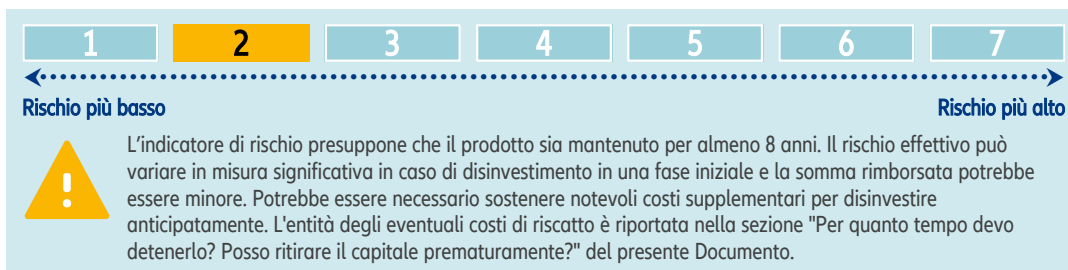 1 2 3 4 5 6 7
Rischio più basso Rischio più alto
L'indicatore di rischio presuppone che il prodotto sia mantenuto per almeno 8 anni. Il rischio effettivo può
variare in misura significativa in caso di disinvestimento in una fase iniziale e la somma rimborsata potrebbe
essere minore. Potrebbe essere necessario sostenere notevoli costi supplementari per disinvestire
anticipatamente. L'entità degli eventuali costi di riscatto è riportata nella sezione "Per quanto tempo devo
detenerlo? Posso ritirare il capitale prematuramente?" del presente Documento.